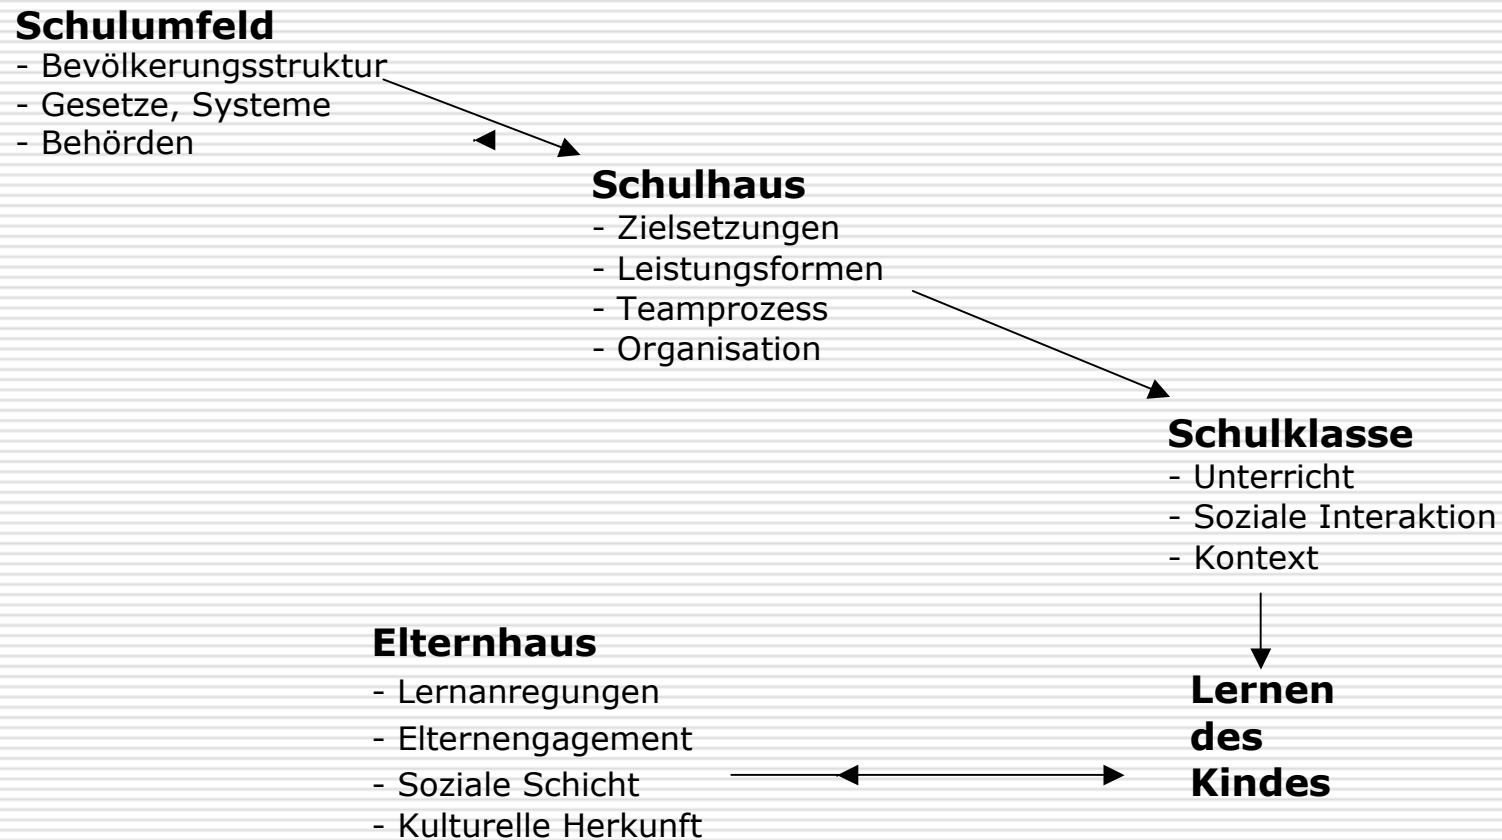 Schulumfeld
- Bevölkerungsstruktur
- Gesetze, Systeme
- Behörden
Schulhaus
- Zielsetzungen
- Leistungsformen
- Teamprozess
- Organisation
Schulklasse
- Unterricht
- Soziale Interaktion
- Kontext
Elternhaus
- Lernanregungen
- Elternengagement
- Soziale Schicht
- Kulturelle Herkunft
Lernen
des
Kindes